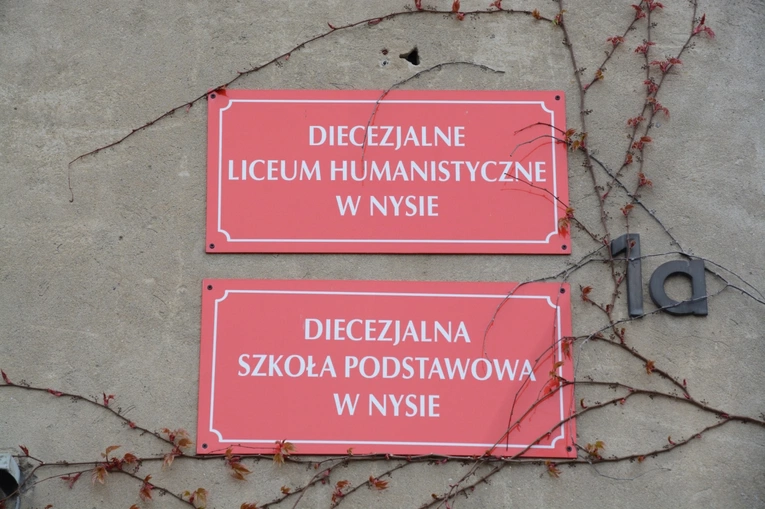 DIECEZJALNE
LICEUM HUMANISTYCZNE
W NYSIE
1a
DIECEZJALNA
SZKOŁA PODSTAWOWA
W NYSIE